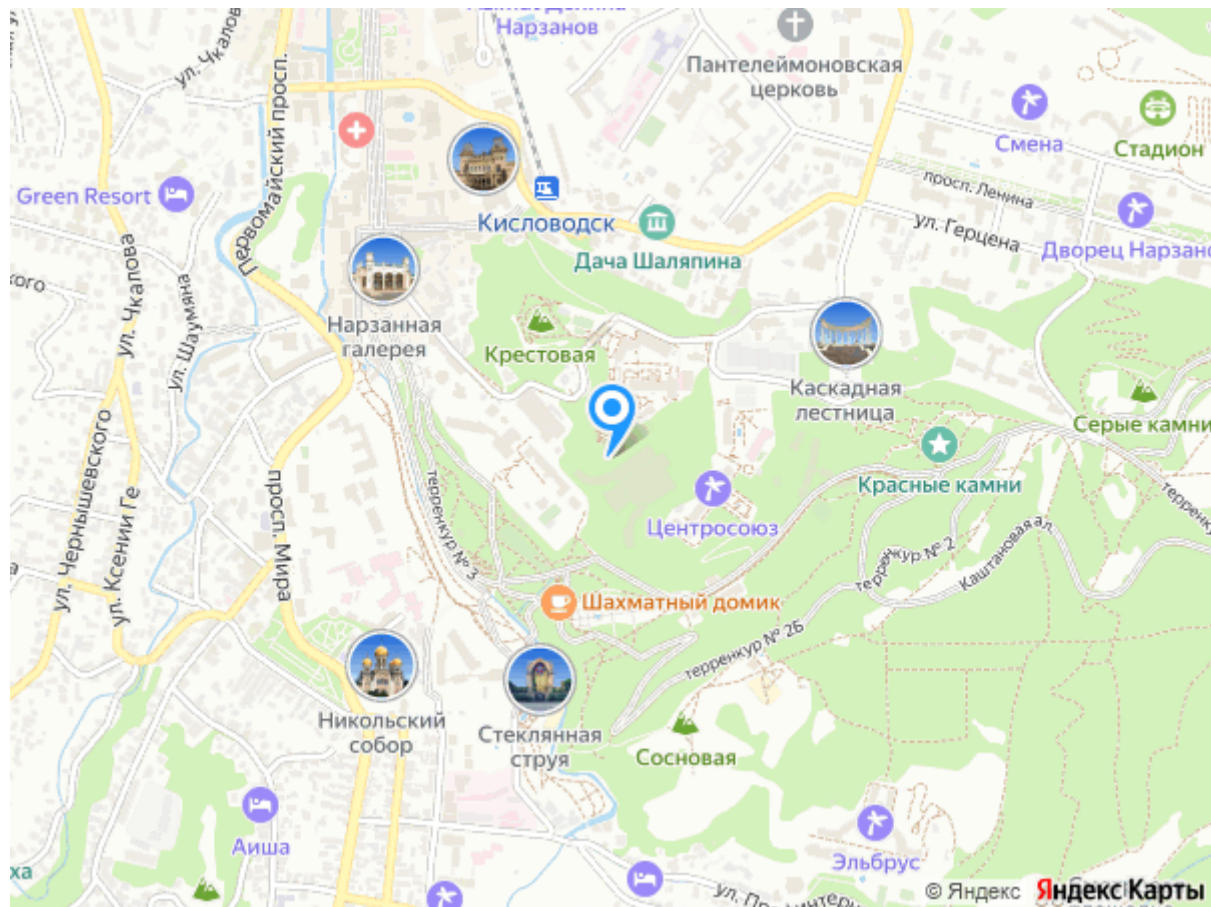 Нарзанов
ул. Чкалова
Первомайский просп.
Пантелеймоновская
церковь
Смена
Стадион
Green Resort
просп. Ленина
Кисловодск
ул. Герцена
Дача Шаляпина
Дворец Нарзано
ул. Чкалова
ул. Шаумяна
Нарзанная
галерея
Крестовая
Каскадная
лестница
Серые камни
ул. Чернышевского
ул. Ксении Ге
просп. Мира
терренкур № 3
Красные камни
Центросоюз
терренку
терренкур № 2
Каштановая ал.
Шахматный домик
терренкур № 2Б
Никольский
собор
Стеклянная
струя
Сосновая
Аиша
Эльбрус
ха
© Яндекс Яндекс Карты